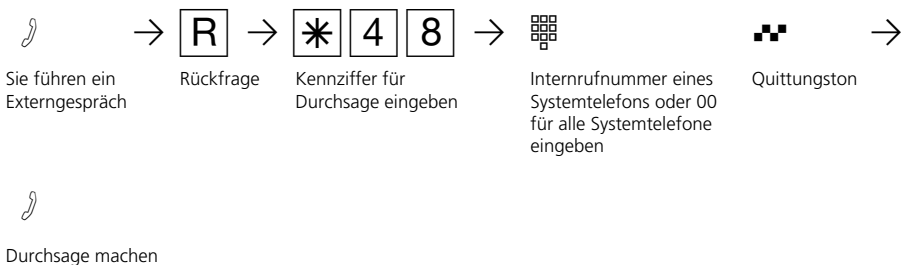 R * 4 8
Sie führen ein
Externgespräch
Rückfrage
Kennziffer für
Durchsage eingeben
Internrufnummer eines
Systemtelefons oder 00
für alle Systemtelefone
eingeben
Quittungston
Durchsage machen